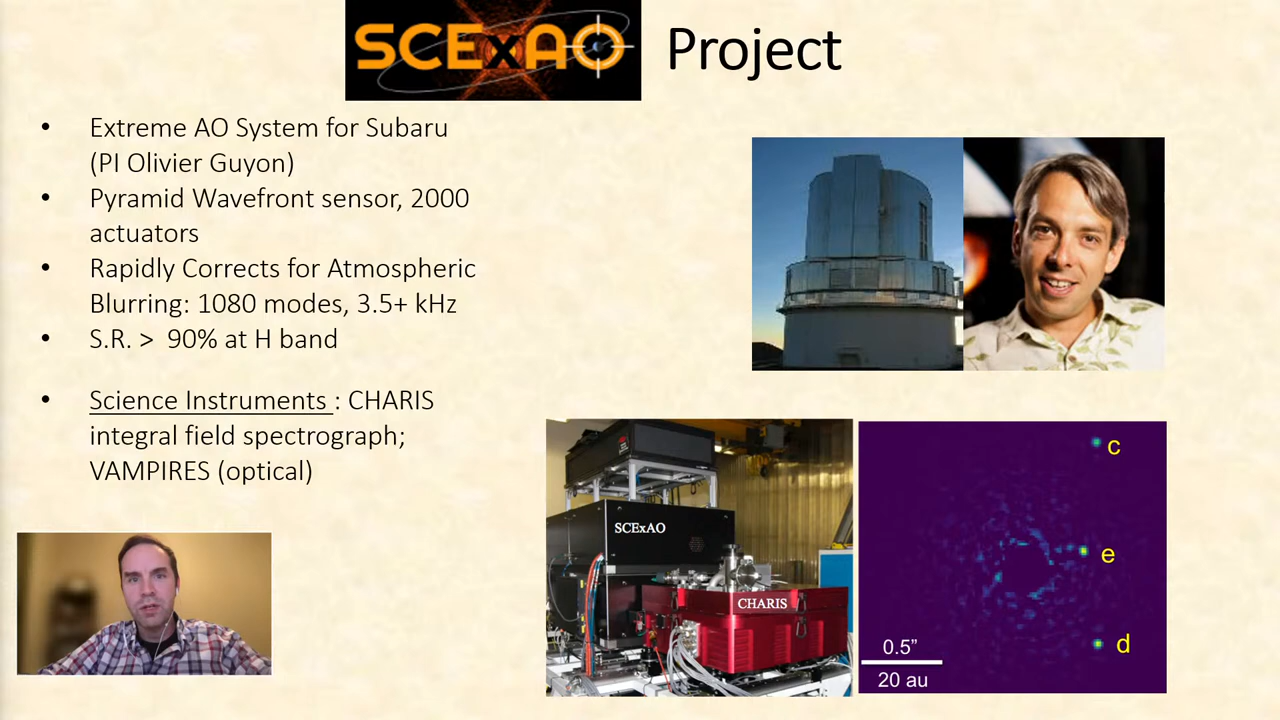 SCExAO Project
• Extreme AO System for Subaru
(PI Olivier Guyon)
• Pyramid Wavefront sensor, 2000
actuators
• Rapidly Corrects for Atmospheric
Blurring: 1080 modes, 3.5+ kHz
• S.R. > 90% at H band
• Science Instruments : CHARIS
integral field spectrograph;
VAMPIRES (optical)
SCExAO
CHARIS
c
e
d
0.5”
20 au